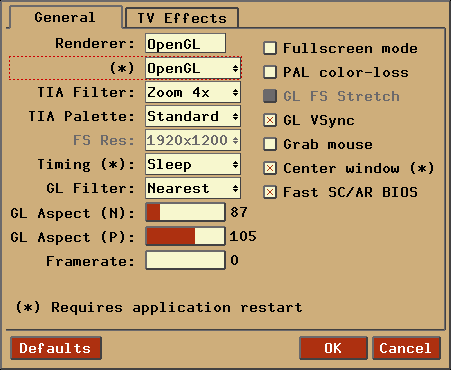 General TV Effects
Renderer: OpenGL
(*) OpenGL
TIA Filter: Zoom 4x
TIA Palette: Standard
FS Res: 1920x1200
Timing (*): Sleep
GL Filter: Nearest
GL Aspect (N): 87
GL Aspect (P): 105
Framerate: 0
Fullscreen mode
PAL color-loss
GL FS Stretch
GL VSync
Grab mouse
Center window (*)
Fast SC/AR BIOS
(*) Requires application restart
Defaults OK Cancel